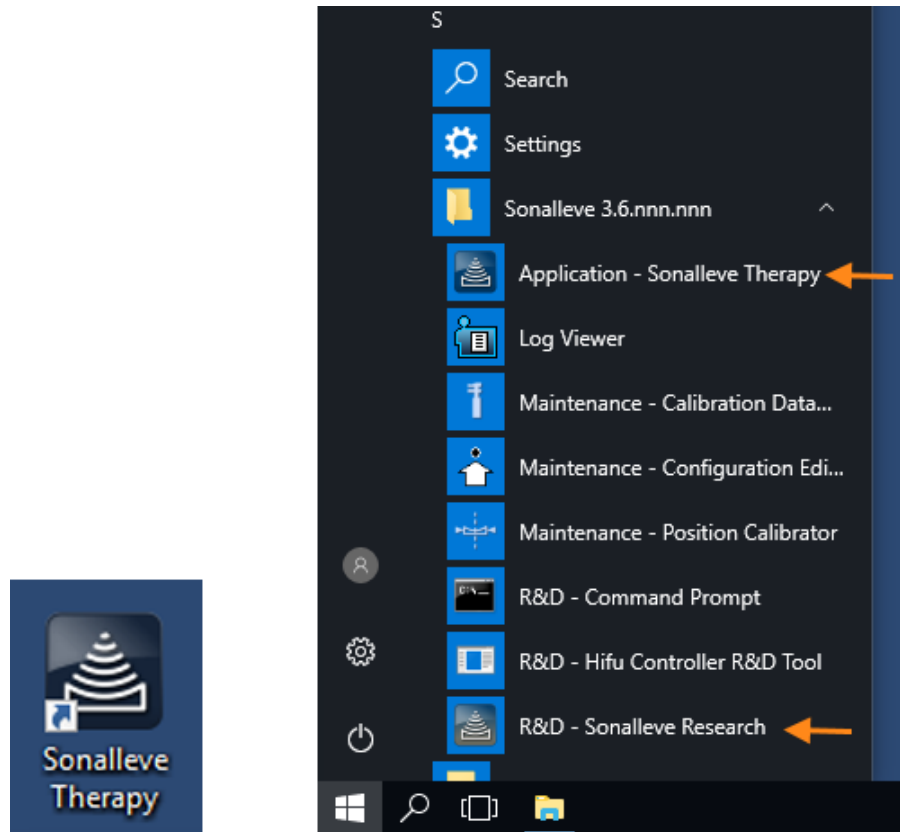 S
Search
Settings
Sonalleve 3.6.nnn.nnn
Application - Sonalleve Therapy
Log Viewer
Maintenance - Calibration Data...
Maintenance - Configuration Edi...
Maintenance - Position Calibrator
R&D - Command Prompt
R&D - Hifu Controller R&D Tool
R&D - Sonalleve Research
Sonalleve
Therapy